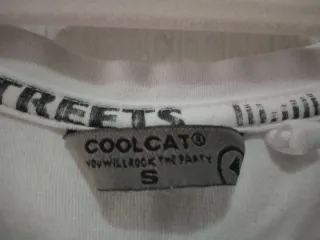 TREETS
COOLCAT®
YOU WILL ROCK THE PARTY
S